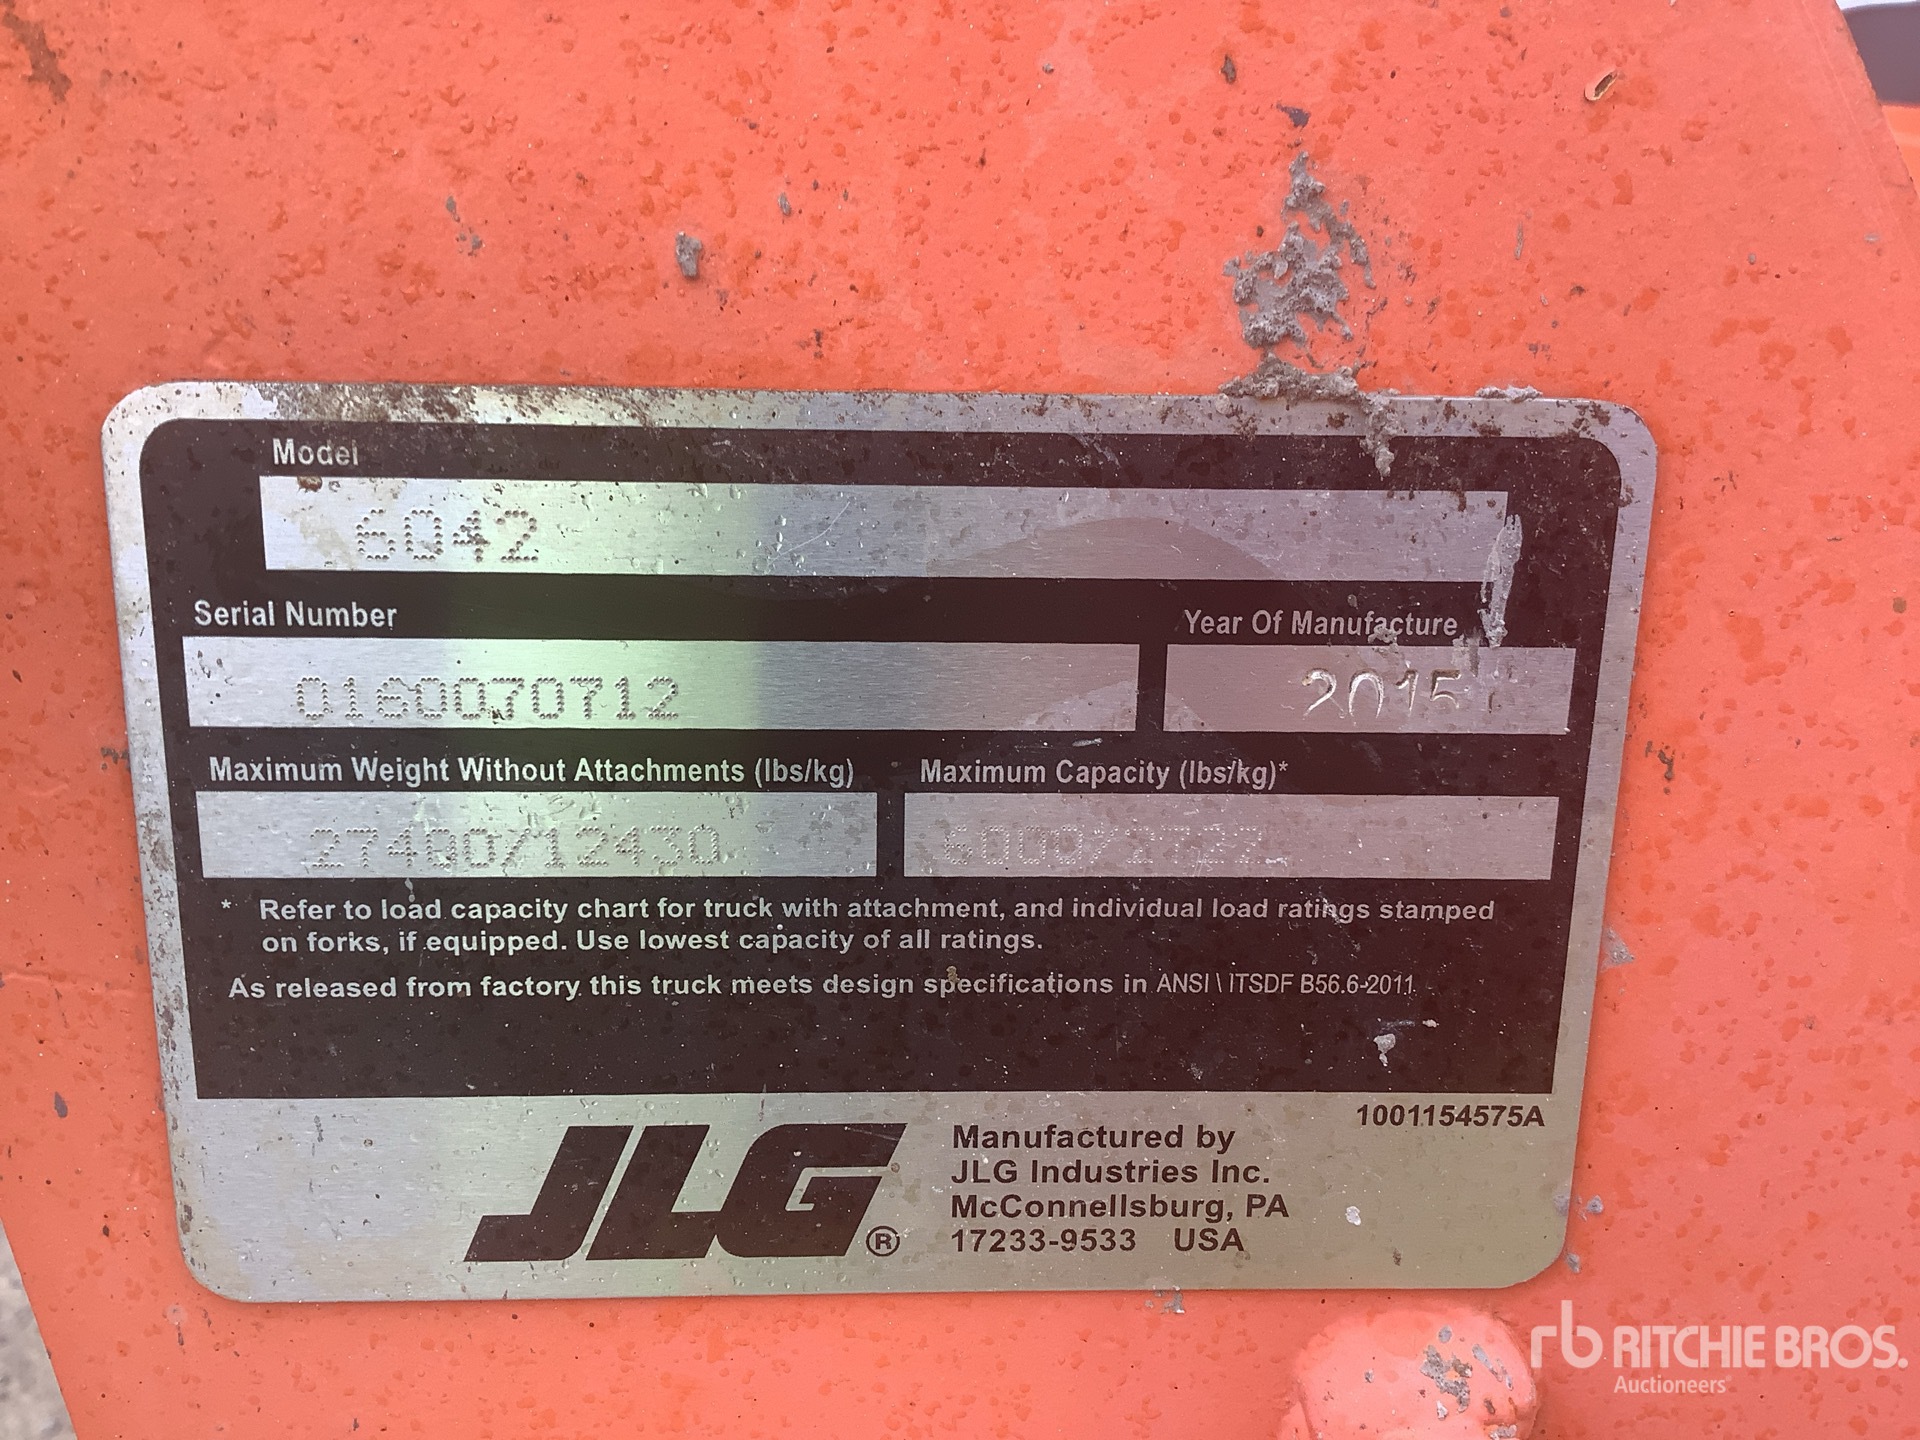 Model
6042
Serial Number
Year Of Manufacture
0160070712
2015
Maximum Weight Without Attachments (lbs/kg)
Maximum Capacity (lbs/kg)*
27400/12430
6000/2722
* Refer to load capacity chart for truck with attachment, and individual load ratings stamped
on forks, if equipped. Use lowest capacity of all ratings.
As released from factory this truck meets design specifications in ANSI \ ITSDF B56.6-2011
1001154575A
JLG®
Manufactured by
JLG Industries Inc.
McConnellsburg, PA
17233-9533 USA
rb RITCHIE BROS.
Auctioneers